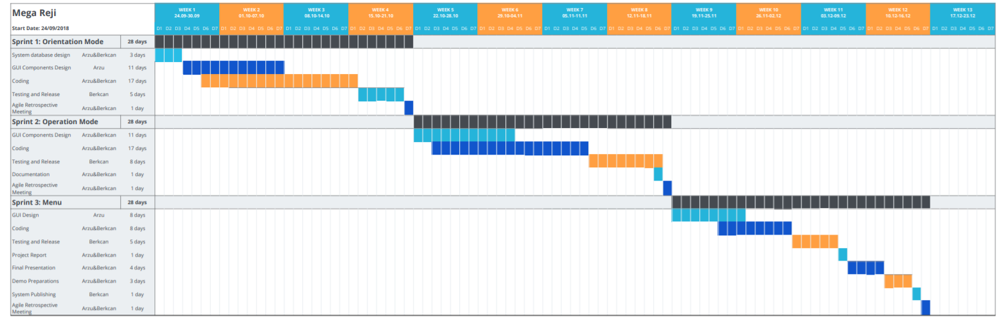 Mega Reji
Start Date: 24/09/2018
WEEK 1 WEEK 2 WEEK 3 WEEK 4 WEEK 5 WEEK 6 WEEK 7 WEEK 8 WEEK 9 WEEK 10 WEEK 11 WEEK 12 WEEK 13
24.09-30.09 01.10-07.10 08.10-14.10 15.10-21.10 22.10-28.10 29.10-04.11 05.11-11.11 12.11-18.11 19.11-25.11 26.11-02.12 03.12-09.12 10.12-16.12 17.12-23.12
D1 D2 D3 D4 D5 D6 D7 D1 D2 D3 D4 D5 D6 D7 D1 D2 D3 D4 D5 D6 D7 D1 D2 D3 D4 D5 D6 D7 D1 D2 D3 D4 D5 D6 D7 D1 D2 D3 D4 D5 D6 D7 D1 D2 D3 D4 D5 D6 D7 D1 D2 D3 D4 D5 D6 D7 D1 D2 D3 D4 D5 D6 D7 D1 D2 D3 D4 D5 D6 D7 D1 D2 D3 D4 D5 D6 D7 D1 D2 D3 D4 D5 D6 D7 D1 D2 D3 D4 D5 D6 D7
Sprint 1: Orientation Mode 28 days
System database design Arzu&Berkcan 3 days
GUI Components Design Arzu 11 days
Coding Arzu&Berkcan 17 days
Testing and Release Berkcan 5 days
Agile Retrospective
Meeting Arzu&Berkcan 1 day
Sprint 2: Operation Mode 28 days
GUI Components Design Arzu&Berkcan 11 days
Coding Arzu&Berkcan 17 days
Testing and Release Berkcan 8 days
Documentation Arzu&Berkcan 1 day
Agile Retrospective
Meeting Arzu&Berkcan 1 day
Sprint 3: Menu 28 days
GUI Design Arzu 8 days
Coding Arzu&Berkcan 8 days
Testing and Release Berkcan 5 days
Project Report Arzu&Berkcan 1 day
Final Presentation Arzu&Berkcan 4 days
Demo Preparations Arzu&Berkcan 3 days
System Publishing Berkcan 1 day
Agile Retrospective
Meeting Arzu&Berkcan 1 day